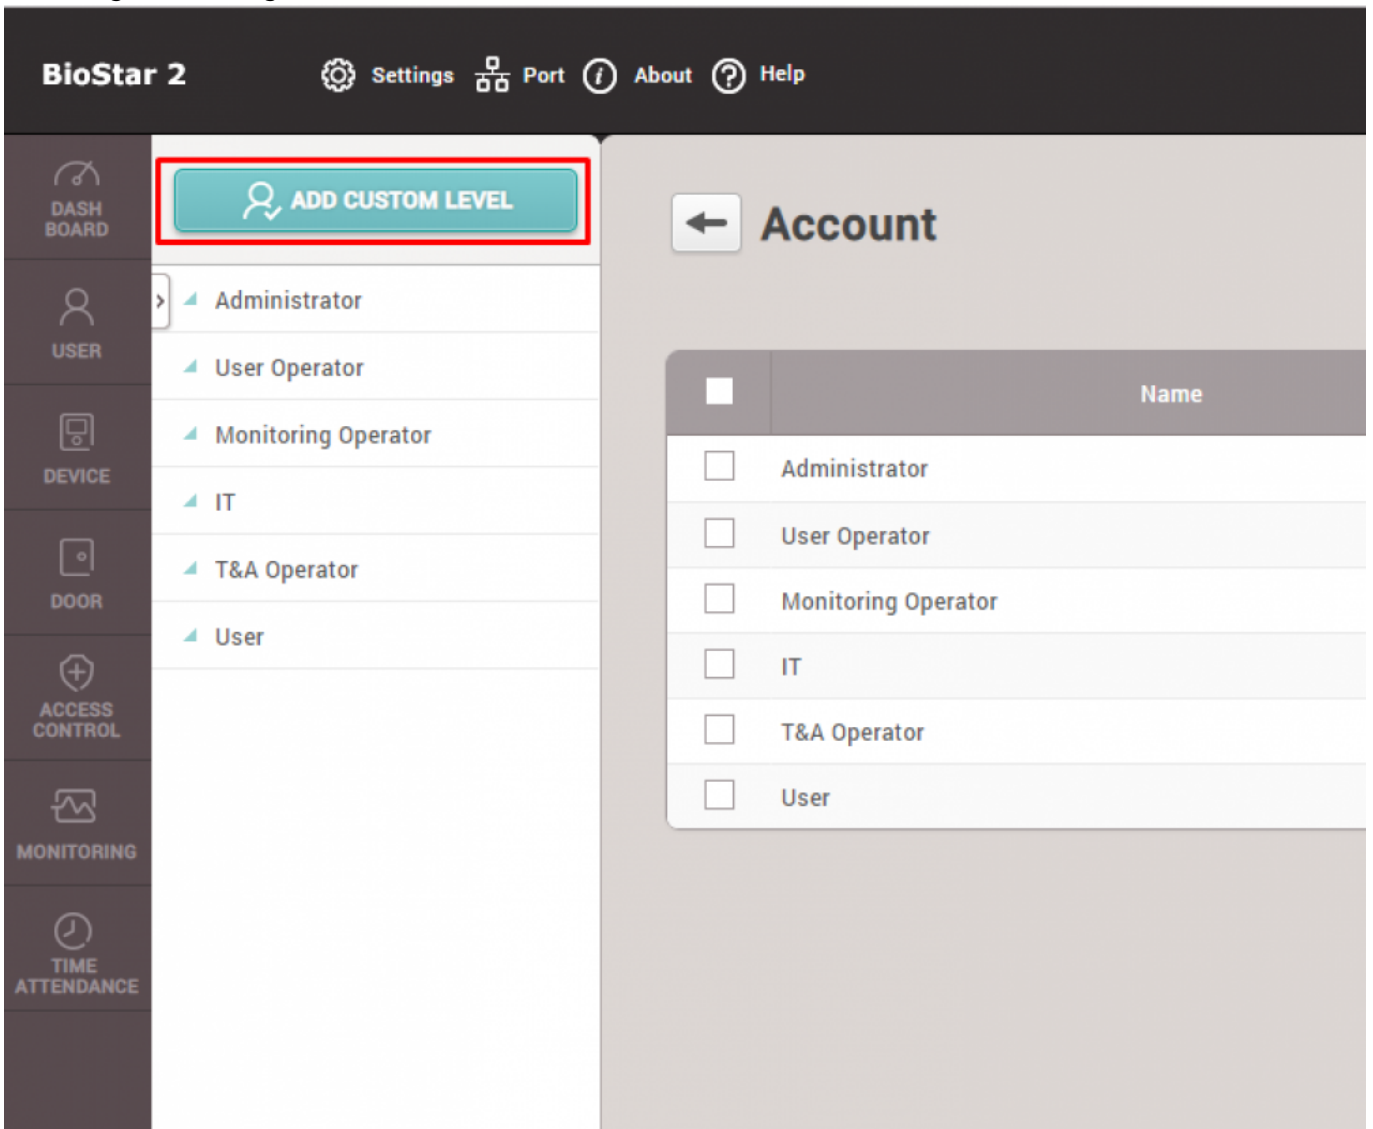 BioStar 2
Settings Port About Help
DASH
BOARD
USER
DEVICE
DOOR
ACCESS
CONTROL
MONITORING
TIME
ATTENDANCE
ADD CUSTOM LEVEL
Administrator
User Operator
Monitoring Operator
IT
T&A Operator
User
Account
Name
Administrator
User Operator
Monitoring Operator
IT
T&A Operator
User